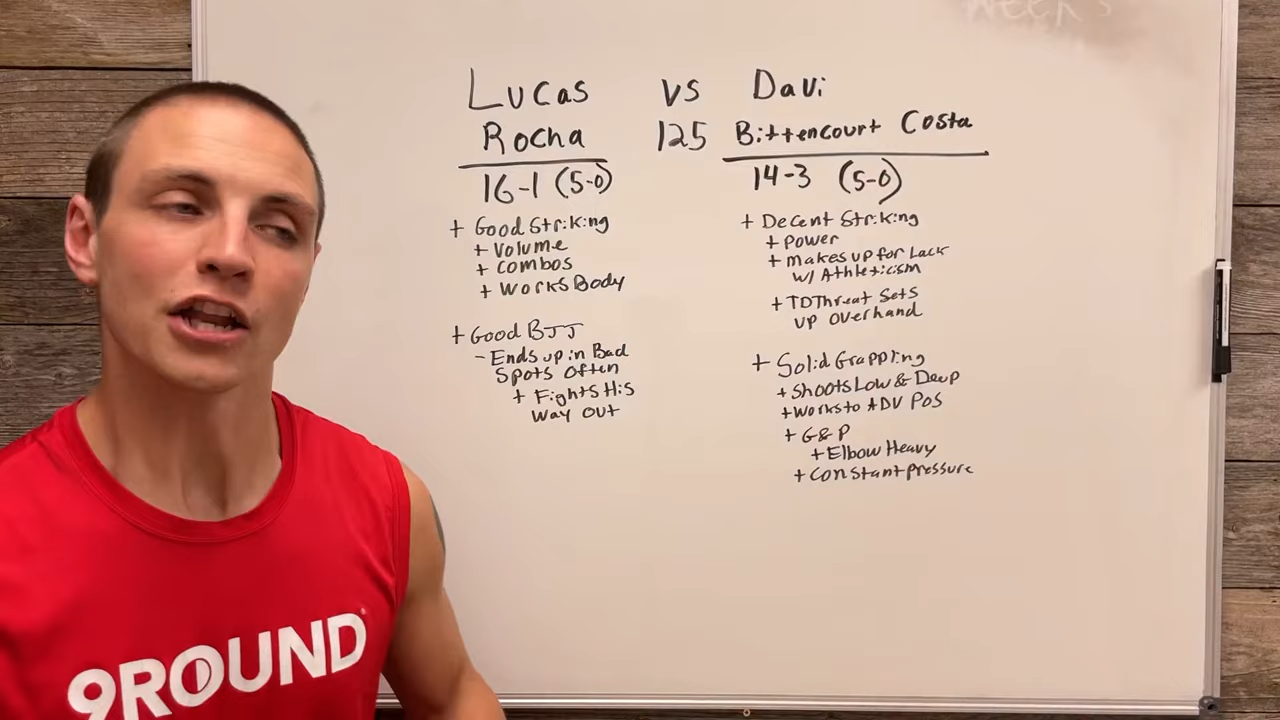 Weeks
Lucas vs Davi
Rocha 125 Bittencourt Costa
16-1 (5-0)
+ Good Striking
+ Volume
+ Combos
+ Works Body
+ Good BJJ
- Ends up in Bad
Spots Often
+ Fights His
Way Out
14-3 (5-0)
+ Decent Striking
+ Power
+ Makes up for Lack
w/ Athleticism
+ TD Threat Sets
up overhand
+ Solid Grappling
+ Shoots Low & Deep
+ Works to ADV Pos
+ G&P
+ Elbow Heavy
+ Constant pressure
9ROUND